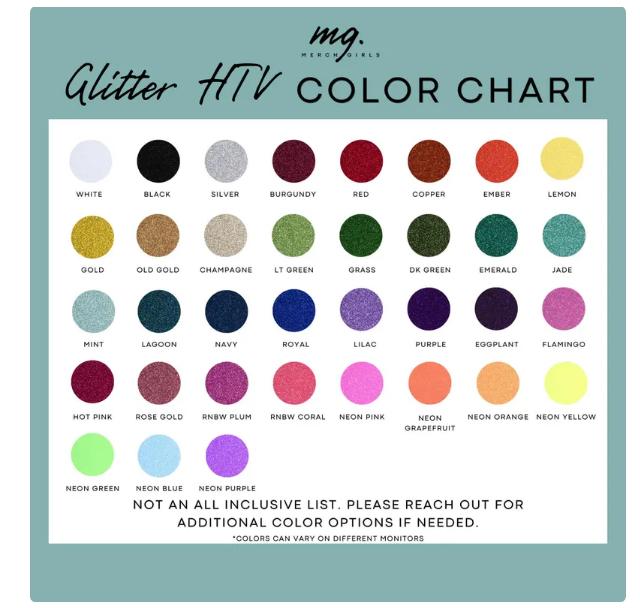 mg.
MERCH GIRLS
Glitter HTV COLOR CHART
WHITE BLACK SILVER BURGUNDY RED COPPER EMBER LEMON
GOLD OLD GOLD CHAMPAGNE LT GREEN GRASS DK GREEN EMERALD JADE
MINT LAGOON NAVY ROYAL LILAC PURPLE EGGPLANT FLAMINGO
HOT PINK ROSE GOLD RNBW PLUM RNBW CORAL NEON PINK NEON GRAPEFRUIT NEON ORANGE NEON YELLOW
NEON GREEN NEON BLUE NEON PURPLE
NOT AN ALL INCLUSIVE LIST. PLEASE REACH OUT FOR
ADDITIONAL COLOR OPTIONS IF NEEDED.
*COLORS CAN VARY ON DIFFERENT MONITORS